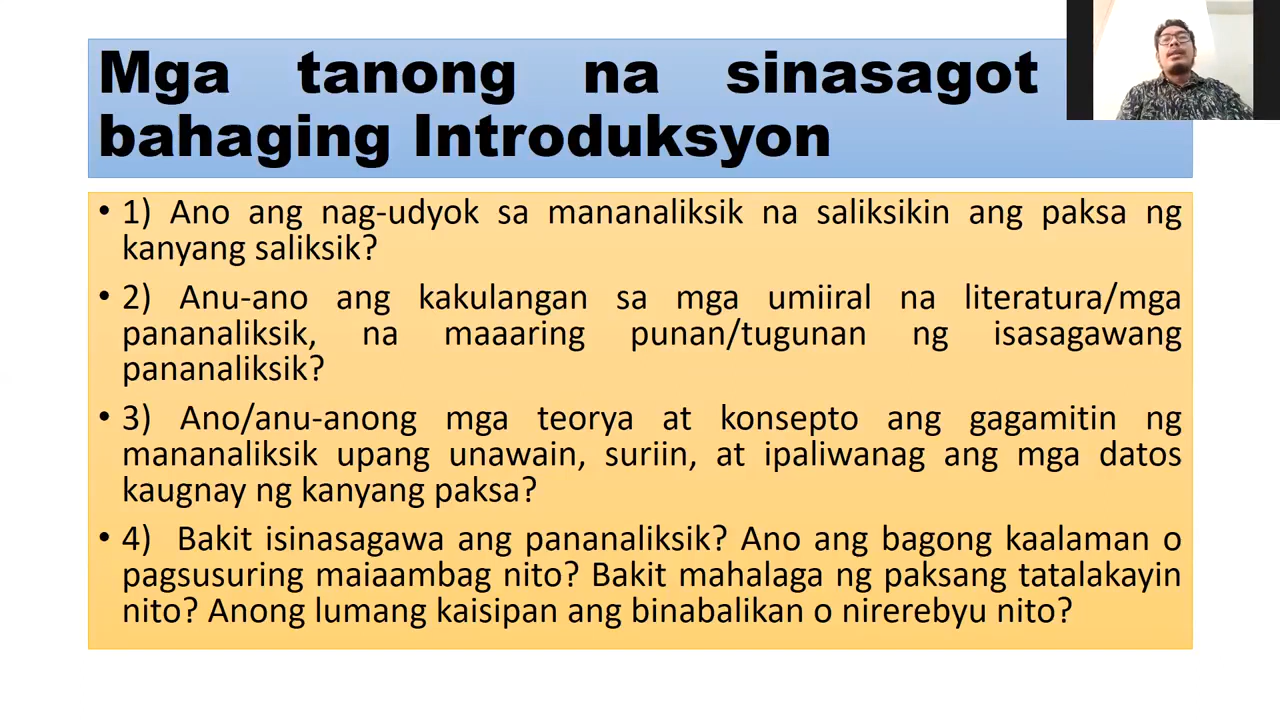 Mga tanong na sinasagot
bahaging Introduksyon
• 1) Ano ang nag-udyok sa mananaliksik na saliksikin ang paksa ng
kanyang saliksik?
• 2) Anu-ano ang kakulangan sa mga umiiral na literatura/mga
pananaliksik, na maaaring punan/tugunan ng isasagawang
pananaliksik?
• 3) Ano/anu-anong mga teorya at konsepto ang gagamitin ng
mananaliksik upang unawain, suriin, at ipaliwanag ang mga datos
kaugnay ng kanyang paksa?
• 4) Bakit isinasagawa ang pananaliksik? Ano ang bagong kaalaman o
pagsusuring maiaambag nito? Bakit mahalaga ng paksang tatalakayin
nito? Anong lumang kaisipan ang binabalikan o nirerebyu nito?